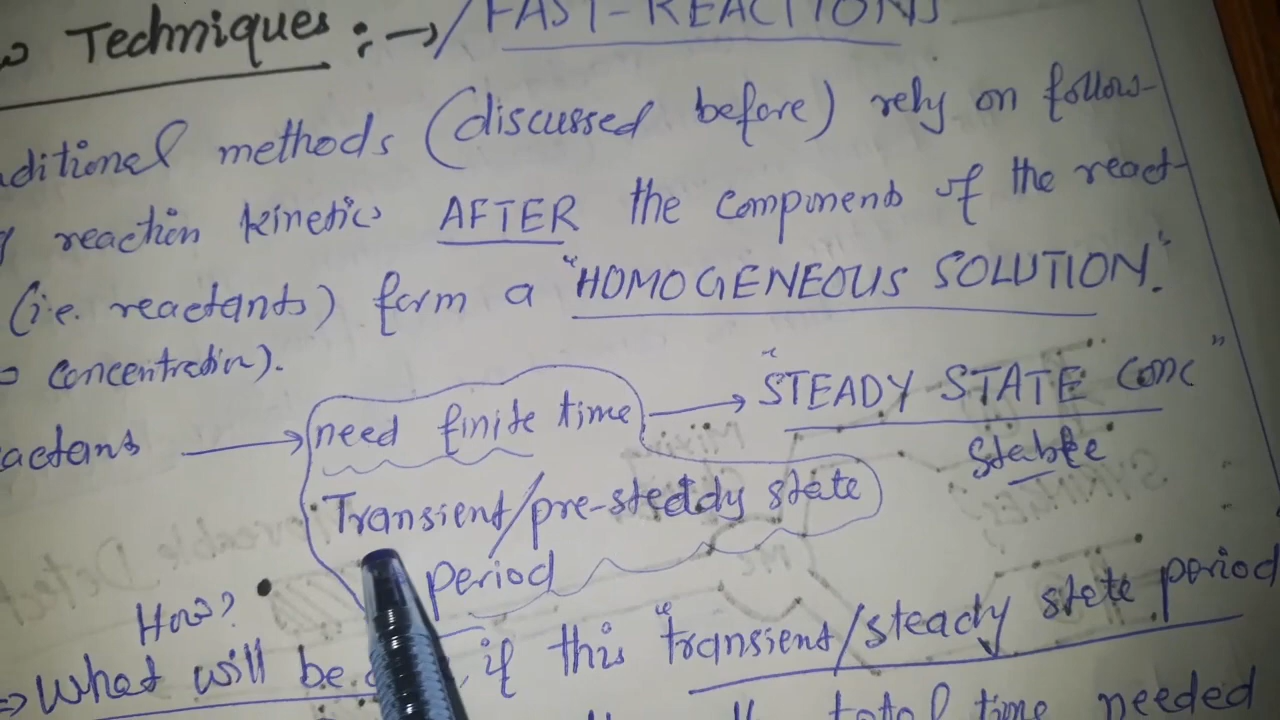 Techniques :→ / FAST-REACTIONS
ditional methods (discussed before) rely on follow-
reaction kinetics AFTER the components of the react-
(i.e. reactants) form a "HOMOGENEOUS SOLUTION".
concentration).
actants → need finite time → "STEADY STATE conc"
Stable
Transient/pre-steady state
period
How?
⇒ What will be if this "transient/steady state period
total time needed